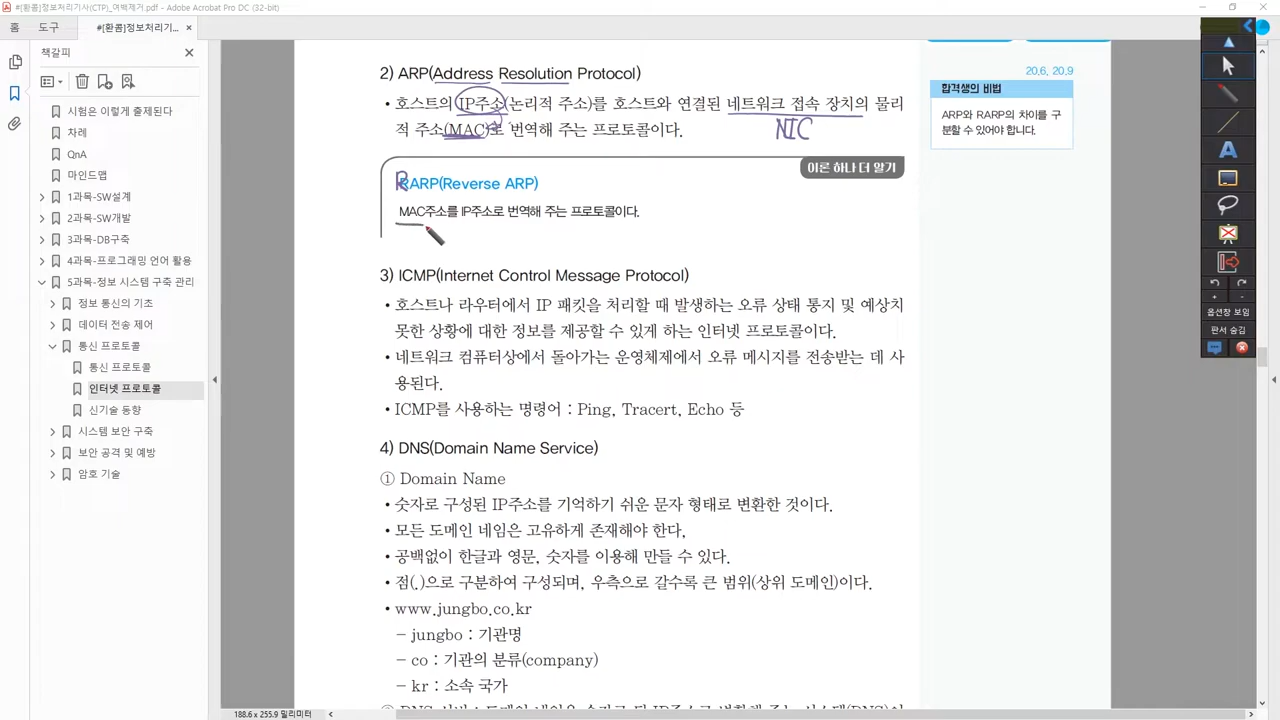 #[환콤]정보처리기사(CTP)_여백제거.pdf - Adobe Acrobat Pro DC (32-bit)
홈 도구 #[환콤]정보처리기... ×
책갈피
시험은 이렇게 출제된다
차례
QnA
마인드맵
1과목-SW설계
2과목-SW개발
3과목-DB구축
4과목-프로그래밍 언어 활용
5과목-정보 시스템 구축 관리
정보 통신의 기초
데이터 전송 제어
통신 프로토콜
통신 프로토콜
인터넷 프로토콜
신기술 동향
시스템 보안 구축
보안 공격 및 예방
암호 기술
2) ARP(Address Resolution Protocol)
• 호스트의 IP주소(논리적 주소)를 호스트와 연결된 네트워크 접속 장치의 물리
적 주소(MAC)로 번역해 주는 프로토콜이다.
NIC
이론 하나 더 알기
RARP(Reverse ARP)
MAC주소를 IP주소로 번역해 주는 프로토콜이다.
3) ICMP(Internet Control Message Protocol)
• 호스트나 라우터에서 IP 패킷을 처리할 때 발생하는 오류 상태 통지 및 예상치
못한 상황에 대한 정보를 제공할 수 있게 하는 인터넷 프로토콜이다.
• 네트워크 컴퓨터상에서 돌아가는 운영체제에서 오류 메시지를 전송받는 데 사
용된다.
• ICMP를 사용하는 명령어 : Ping, Tracert, Echo 등
4) DNS(Domain Name Service)
① Domain Name
• 숫자로 구성된 IP주소를 기억하기 쉬운 문자 형태로 변환한 것이다.
• 모든 도메인 네임은 고유하게 존재해야 한다.
• 공백없이 한글과 영문, 숫자를 이용해 만들 수 있다.
• 점(.)으로 구분하여 구성되며, 우측으로 갈수록 큰 범위(상위 도메인)이다.
• www.jungbo.co.kr
– jungbo : 기관명
– co : 기관의 분류(company)
– kr : 소속 국가
20.6, 20.9
합격생의 비법
ARP와 RARP의 차이를 구
분할 수 있어야 합니다.
A
옵션창 보임
판서 숨김
188.6 x 255.9 밀리미터